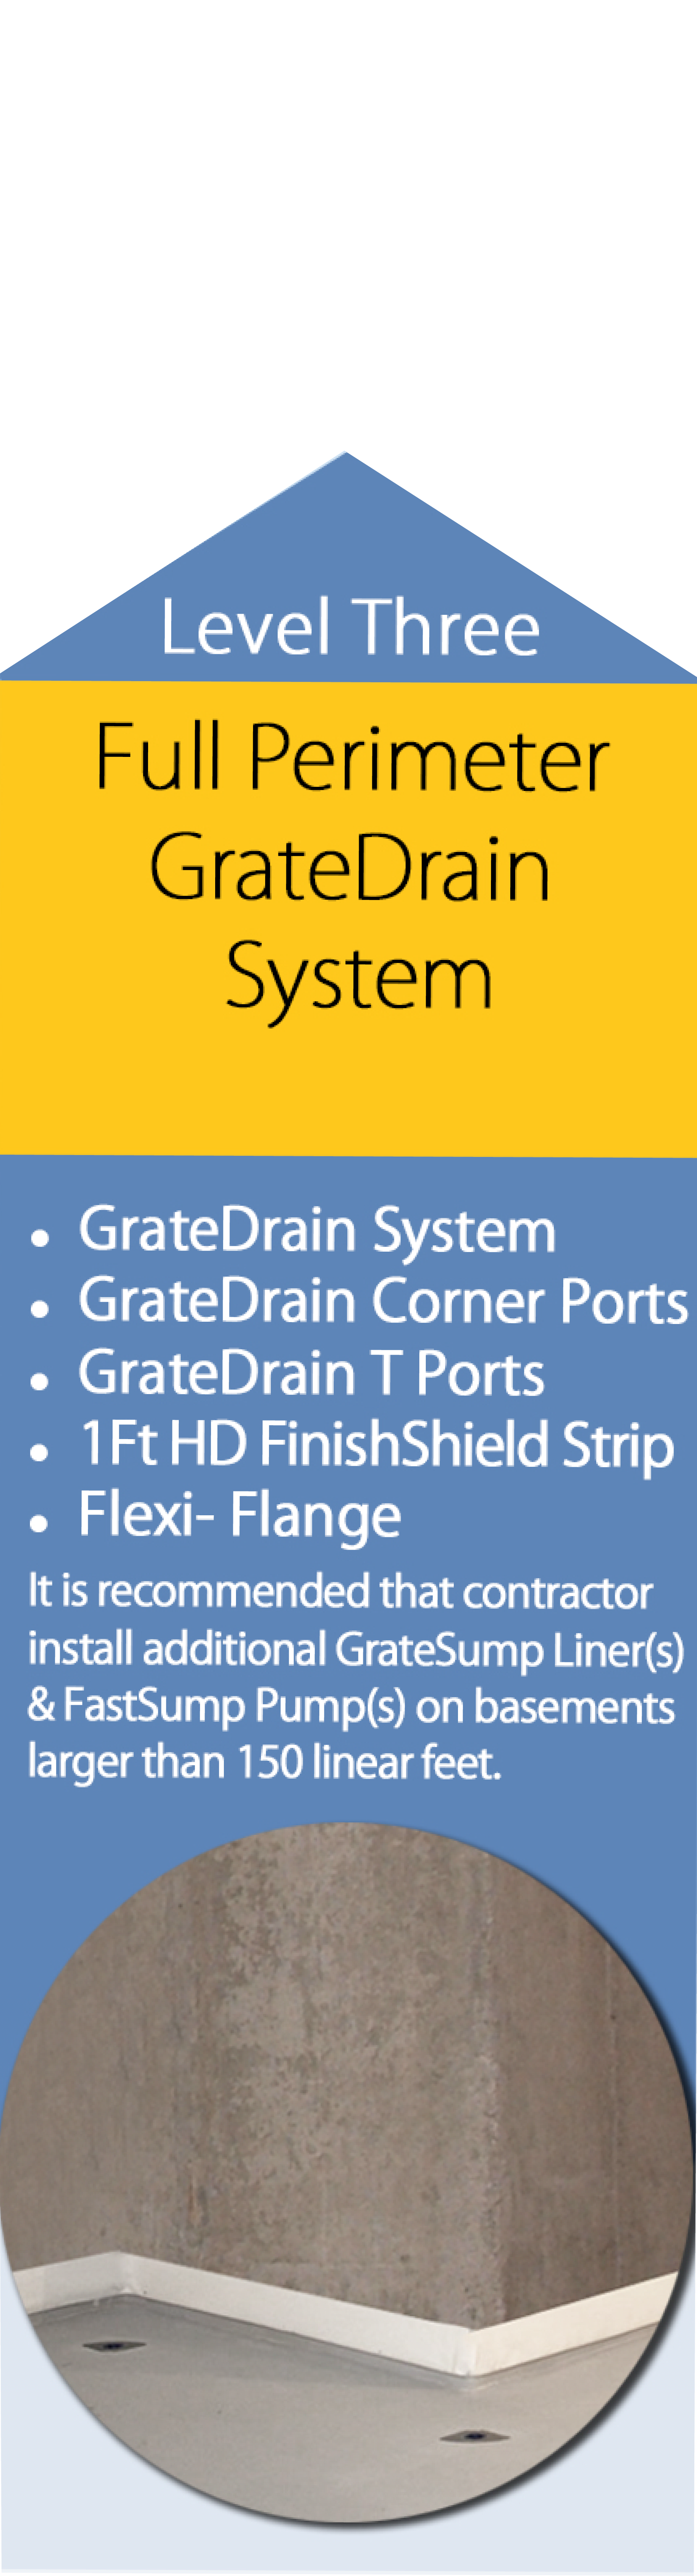 Level Three
Full Perimeter
GrateDrain
System
• GrateDrain System
• GrateDrain Corner Ports
• GrateDrain T Ports
• 1Ft HD FinishShield Strip
• Flexi- Flange
It is recommended that contractor
install additional GrateSump Liner(s)
& FastSump Pump(s) on basements
larger than 150 linear feet.